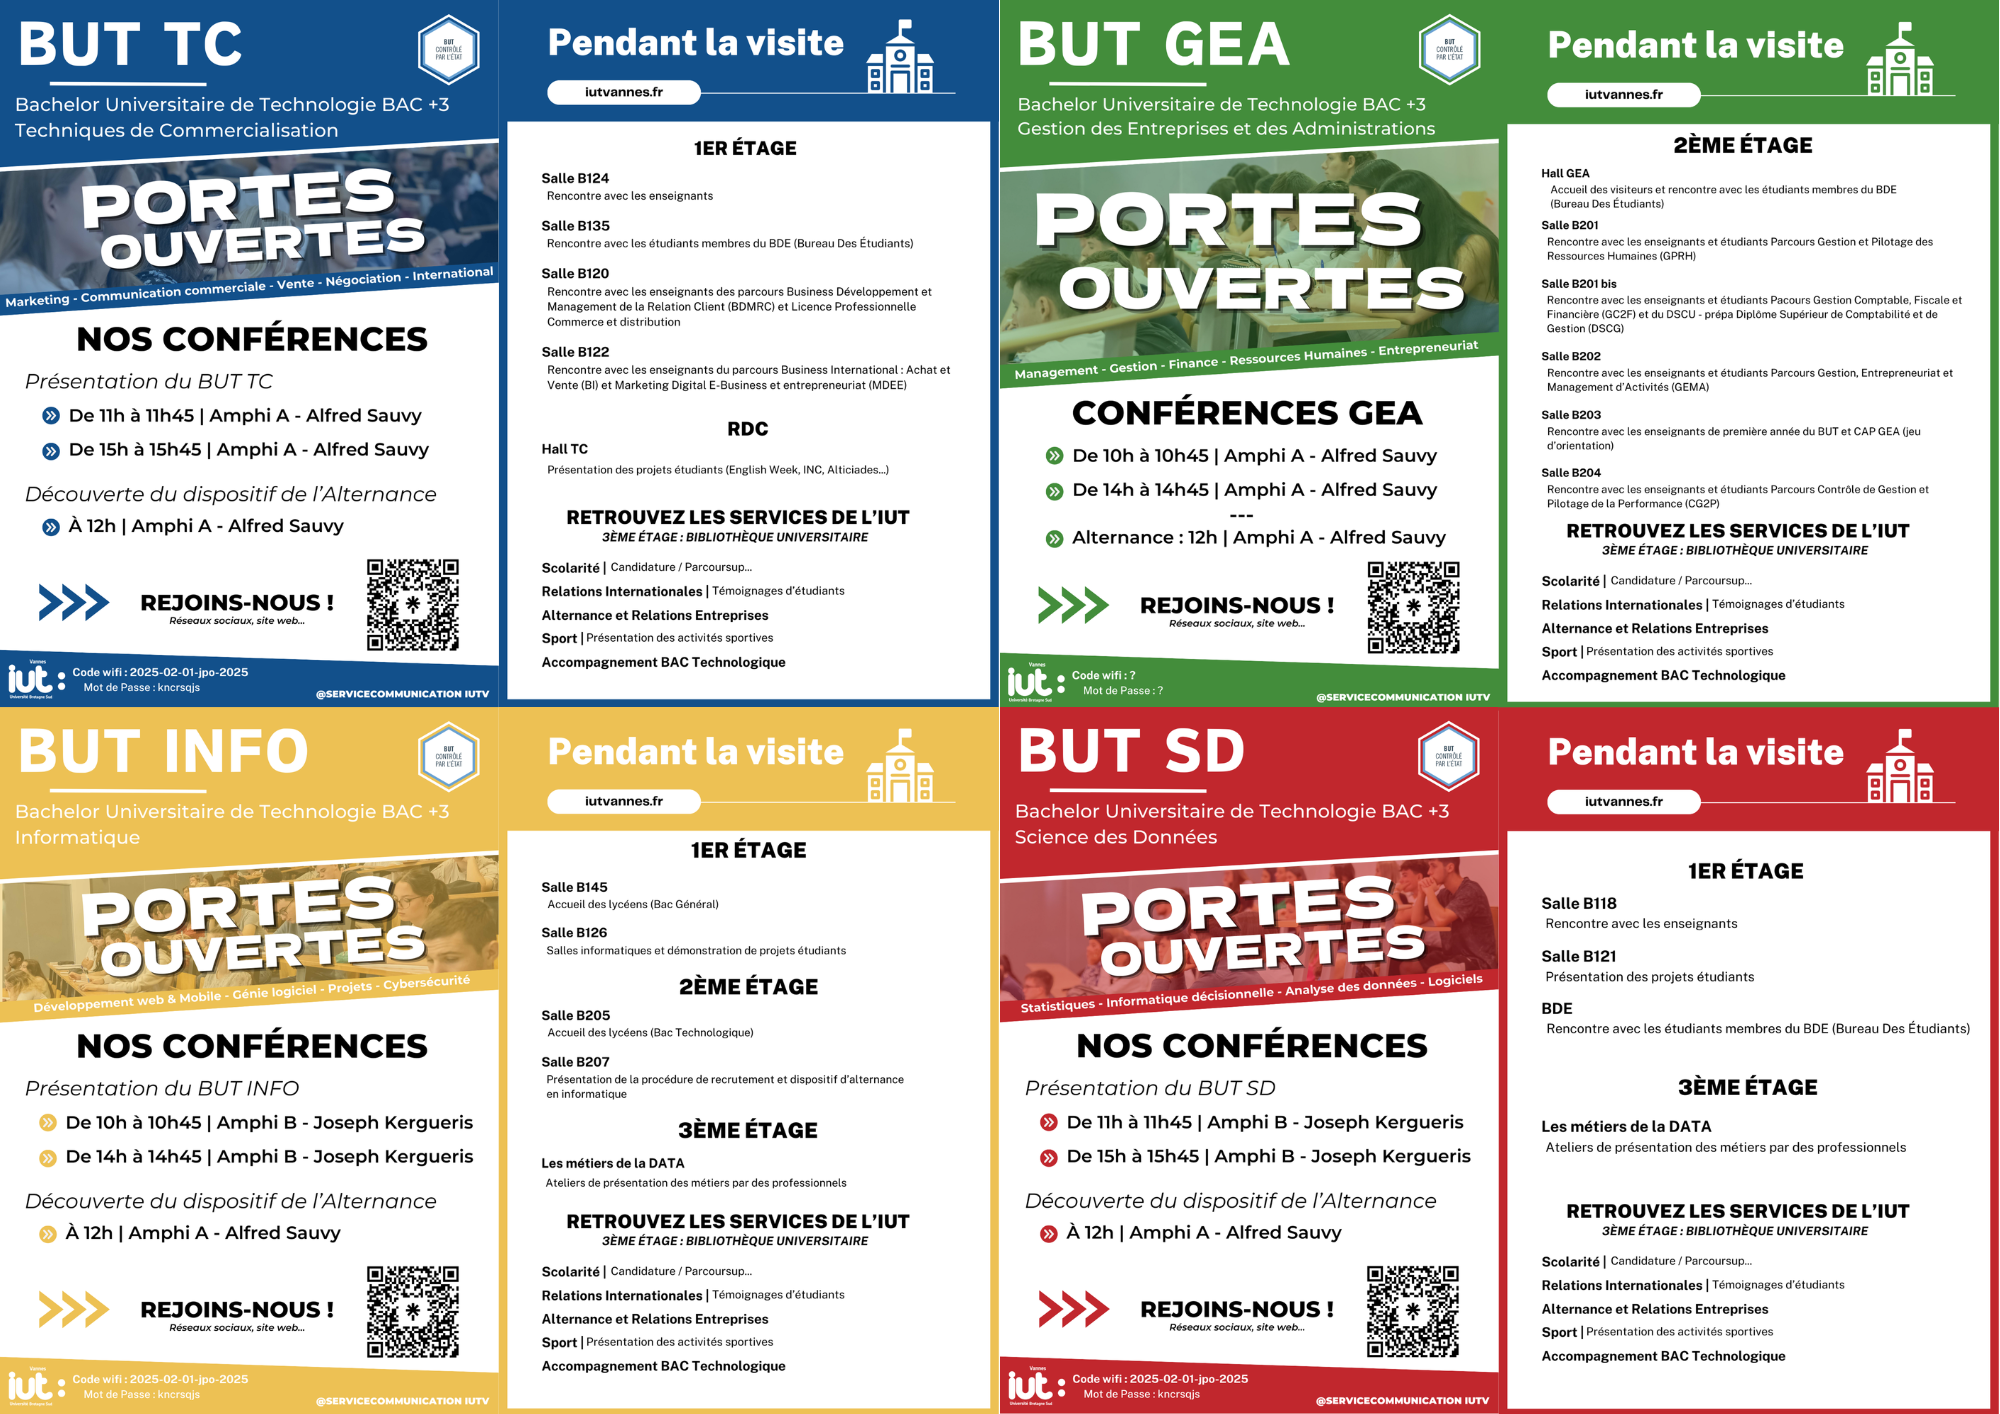 BUT TC
BUT
CONTRÔLÉ
PAR L'ÉTAT
Bachelor Universitaire de Technologie BAC +3
Techniques de Commercialisation
PORTES
OUVERTES
Marketing - Communication commerciale - Vente - Négociation - International
NOS CONFÉRENCES
Présentation du BUT TC
De 11h à 11h45 | Amphi A - Alfred Sauvy
De 15h à 15h45 | Amphi A - Alfred Sauvy
Découverte du dispositif de l'Alternance
À 12h | Amphi A - Alfred Sauvy
REJOINS-NOUS !
Réseaux sociaux, site web...
Vannes
iut:
Université Bretagne Sud
Code wifi : 2025-02-01-jpo-2025
Mot de Passe : kncrsqjs
@SERVICECOMMUNICATION IUTV
Pendant la visite
iutvannes.fr
1ER ÉTAGE
Salle B124
Rencontre avec les enseignants
Salle B135
Rencontre avec les étudiants membres du BDE (Bureau Des Étudiants)
Salle B120
Rencontre avec les enseignants des parcours Business Développement et
Management de la Relation Client (BDMRC) et Licence Professionnelle
Commerce et distribution
Salle B122
Rencontre avec les enseignants du parcours Business International : Achat et
Vente (BI) et Marketing Digital E-Business et entrepreneuriat (MDEE)
RDC
Hall TC
Présentation des projets étudiants (English Week, INC, Alticiades...)
RETROUVEZ LES SERVICES DE L'IUT
3ÈME ÉTAGE : BIBLIOTHÈQUE UNIVERSITAIRE
Scolarité | Candidature / Parcoursup...
Relations Internationales | Témoignages d'étudiants
Alternance et Relations Entreprises
Sport | Présentation des activités sportives
Accompagnement BAC Technologique
BUT GEA
BUT
CONTRÔLÉ
PAR L'ÉTAT
Bachelor Universitaire de Technologie BAC +3
Gestion des Entreprises et des Administrations
PORTES
OUVERTES
Management - Gestion - Finance - Ressources Humaines - Entrepreneuriat
CONFÉRENCES GEA
De 10h à 10h45 | Amphi A - Alfred Sauvy
De 14h à 14h45 | Amphi A - Alfred Sauvy
---
Alternance : 12h | Amphi A - Alfred Sauvy
REJOINS-NOUS !
Réseaux sociaux, site web...
Vannes
iut:
Université Bretagne Sud
Code wifi : ?
Mot de Passe : ?
@SERVICECOMMUNICATION IUTV
Pendant la visite
iutvannes.fr
2ÈME ÉTAGE
Hall GEA
Accueil des visiteurs et rencontre avec les étudiants membres du BDE
(Bureau Des Étudiants)
Salle B201
Rencontre avec les enseignants et étudiants Parcours Gestion et Pilotage des
Ressources Humaines (GPRH)
Salle B201 bis
Rencontre avec les enseignants et étudiants Pacours Gestion Comptable, Fiscale et
Financière (GC2F) et du DSCU - prépa Diplôme Supérieur de Comptabilité et de
Gestion (DSCG)
Salle B202
Rencontre avec les enseignants et étudiants Parcours Gestion, Entrepreneuriat et
Management d'Activités (GEMA)
Salle B203
Rencontre avec les enseignants de première année du BUT et CAP GEA (jeu
d'orientation)
Salle B204
Rencontre avec les enseignants et étudiants Parcours Contrôle de Gestion et
Pilotage de la Performance (CG2P)
RETROUVEZ LES SERVICES DE L'IUT
3ÈME ÉTAGE : BIBLIOTHÈQUE UNIVERSITAIRE
Scolarité | Candidature / Parcoursup...
Relations Internationales | Témoignages d'étudiants
Alternance et Relations Entreprises
Sport | Présentation des activités sportives
Accompagnement BAC Technologique
BUT INFO
BUT
CONTRÔLÉ
PAR L'ÉTAT
Bachelor Universitaire de Technologie BAC +3
Informatique
PORTES
OUVERTES
Développement web & Mobile - Génie logiciel - Projets - Cybersécurité
NOS CONFÉRENCES
Présentation du BUT INFO
De 10h à 10h45 | Amphi B - Joseph Kergueris
De 14h à 14h45 | Amphi B - Joseph Kergueris
Découverte du dispositif de l'Alternance
À 12h | Amphi A - Alfred Sauvy
REJOINS-NOUS !
Réseaux sociaux, site web...
Vannes
iut:
Université Bretagne Sud
Code wifi : 2025-02-01-jpo-2025
Mot de Passe : kncrsqjs
@SERVICECOMMUNICATION IUTV
Pendant la visite
iutvannes.fr
1ER ÉTAGE
Salle B145
Accueil des lycéens (Bac Général)
Salle B126
Salles informatiques et démonstration de projets étudiants
2ÈME ÉTAGE
Salle B205
Accueil des lycéens (Bac Technologique)
Salle B207
Présentation de la procédure de recrutement et dispositif d'alternance
en informatique
3ÈME ÉTAGE
Les métiers de la DATA
Ateliers de présentation des métiers par des professionnels
RETROUVEZ LES SERVICES DE L'IUT
3ÈME ÉTAGE : BIBLIOTHÈQUE UNIVERSITAIRE
Scolarité | Candidature / Parcoursup...
Relations Internationales | Témoignages d'étudiants
Alternance et Relations Entreprises
Sport | Présentation des activités sportives
Accompagnement BAC Technologique
BUT SD
BUT
CONTRÔLÉ
PAR L'ÉTAT
Bachelor Universitaire de Technologie BAC +3
Science des Données
PORTES
OUVERTES
Statistiques - Informatique décisionnelle - Analyse des données - Logiciels
NOS CONFÉRENCES
Présentation du BUT SD
De 11h à 11h45 | Amphi B - Joseph Kergueris
De 15h à 15h45 | Amphi B - Joseph Kergueris
Découverte du dispositif de l'Alternance
À 12h | Amphi A - Alfred Sauvy
REJOINS-NOUS !
Réseaux sociaux, site web...
Vannes
iut:
Université Bretagne Sud
Code wifi : 2025-02-01-jpo-2025
Mot de Passe : kncrsqjs
@SERVICECOMMUNICATION IUTV
Pendant la visite
iutvannes.fr
1ER ÉTAGE
Salle B118
Rencontre avec les enseignants
Salle B121
Présentation des projets étudiants
BDE
Rencontre avec les étudiants membres du BDE (Bureau Des Étudiants)
3ÈME ÉTAGE
Les métiers de la DATA
Ateliers de présentation des métiers par des professionnels
RETROUVEZ LES SERVICES DE L'IUT
3ÈME ÉTAGE : BIBLIOTHÈQUE UNIVERSITAIRE
Scolarité | Candidature / Parcoursup...
Relations Internationales | Témoignages d'étudiants
Alternance et Relations Entreprises
Sport | Présentation des activités sportives
Accompagnement BAC Technologique